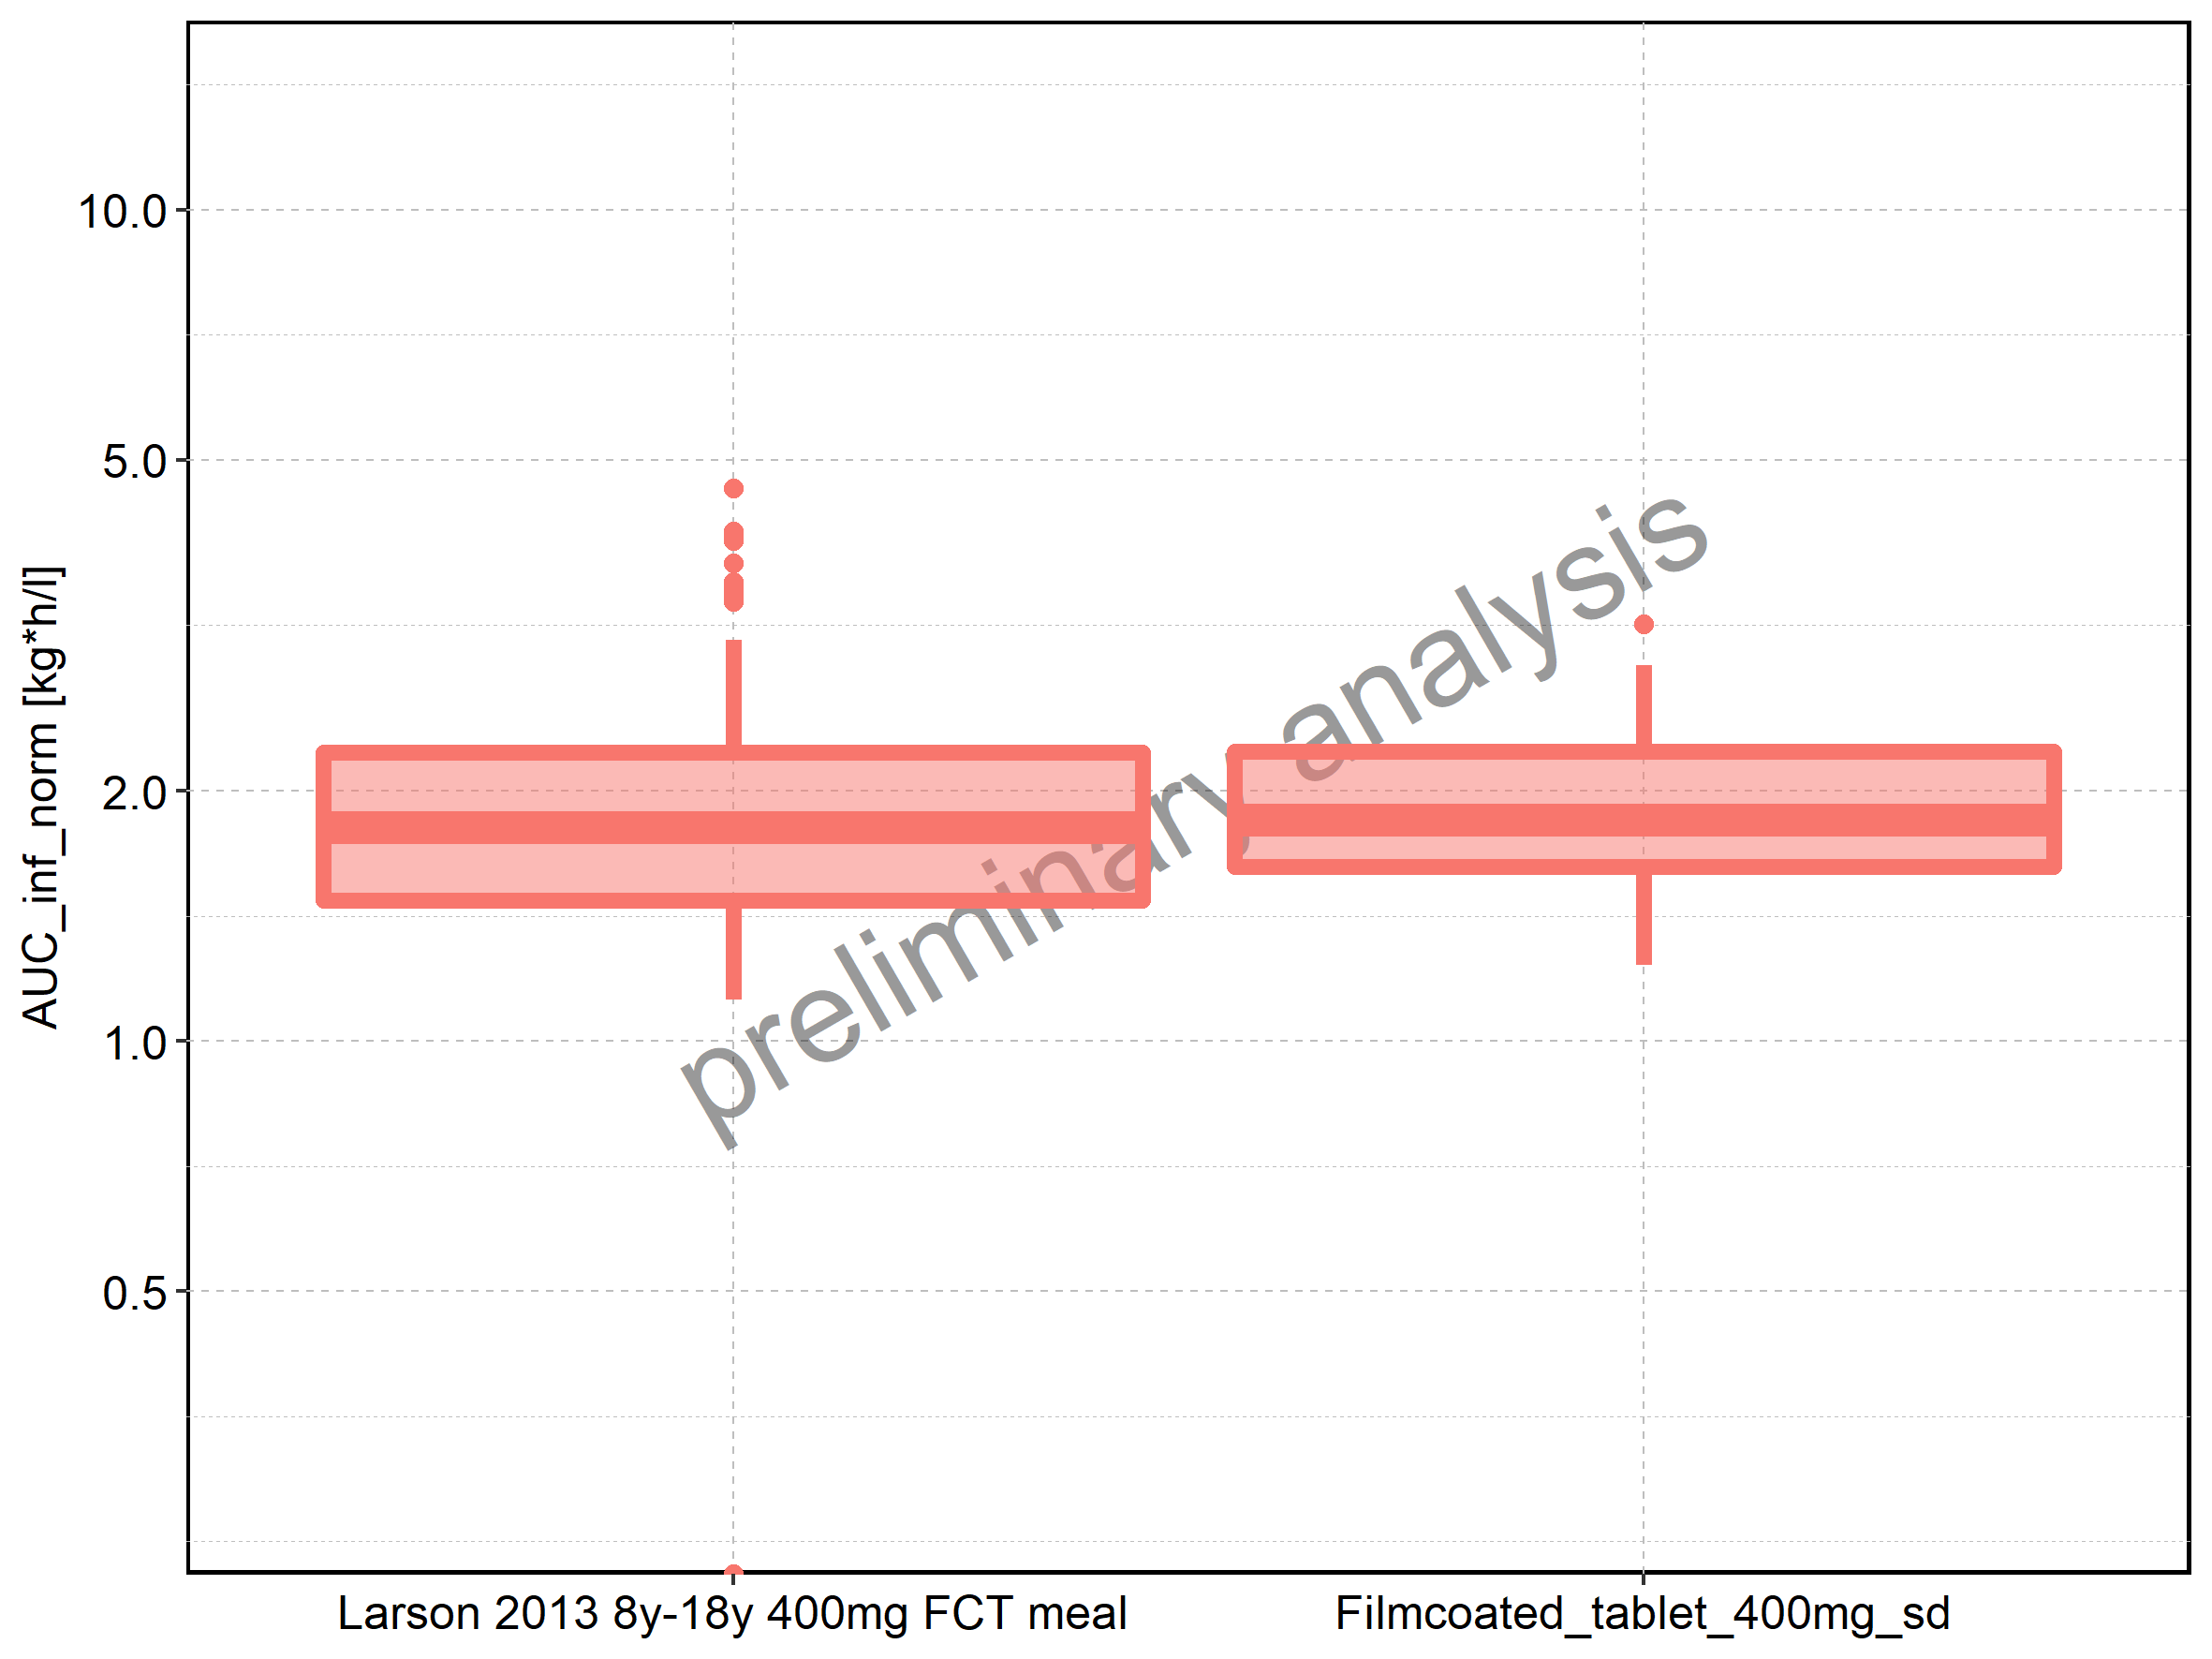 AUC_inf_norm [kg*h/l]
10.0
5.0
2.0
1.0
0.5
preliminary analysis
Larson 2013 8y-18y 400mg FCT meal
Filmcoated_tablet_400mg_sd